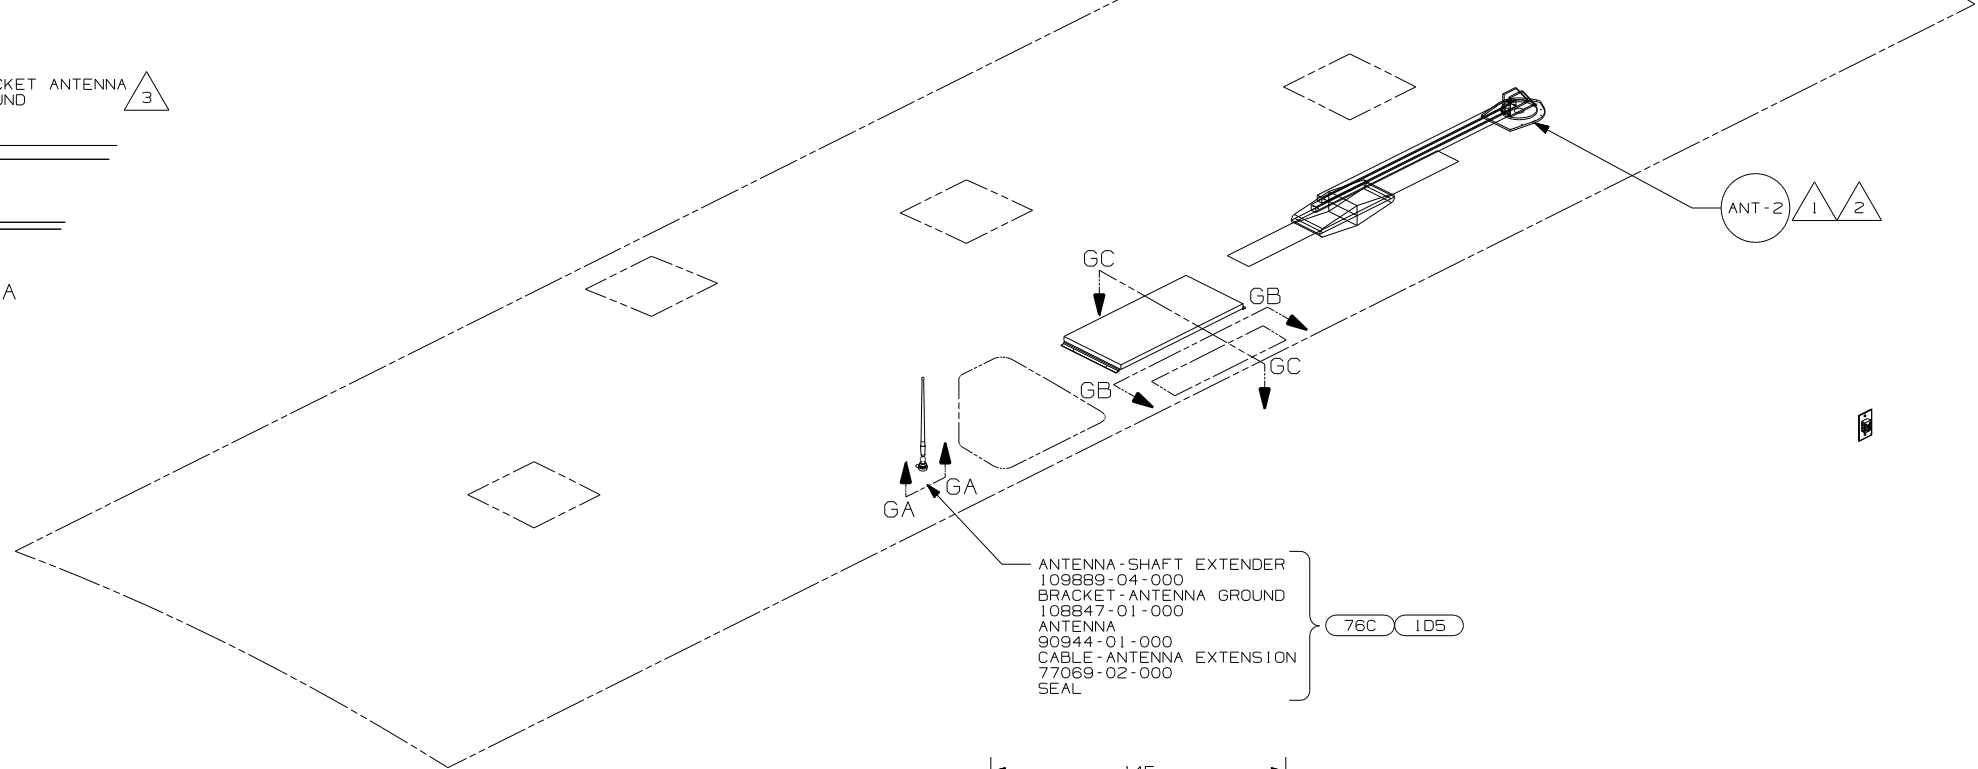 ANTENNA
3
A
ANT-2
1
2
GC
GB
GC
GB
GA
GA
ANTENNA-SHAFT EXTENDER
109889-04-000
BRACKET-ANTENNA GROUND
108847-01-000
ANTENNA
90944-01-000
CABLE-ANTENNA EXTENSION
77069-02-000
SEAL
76C
1D5